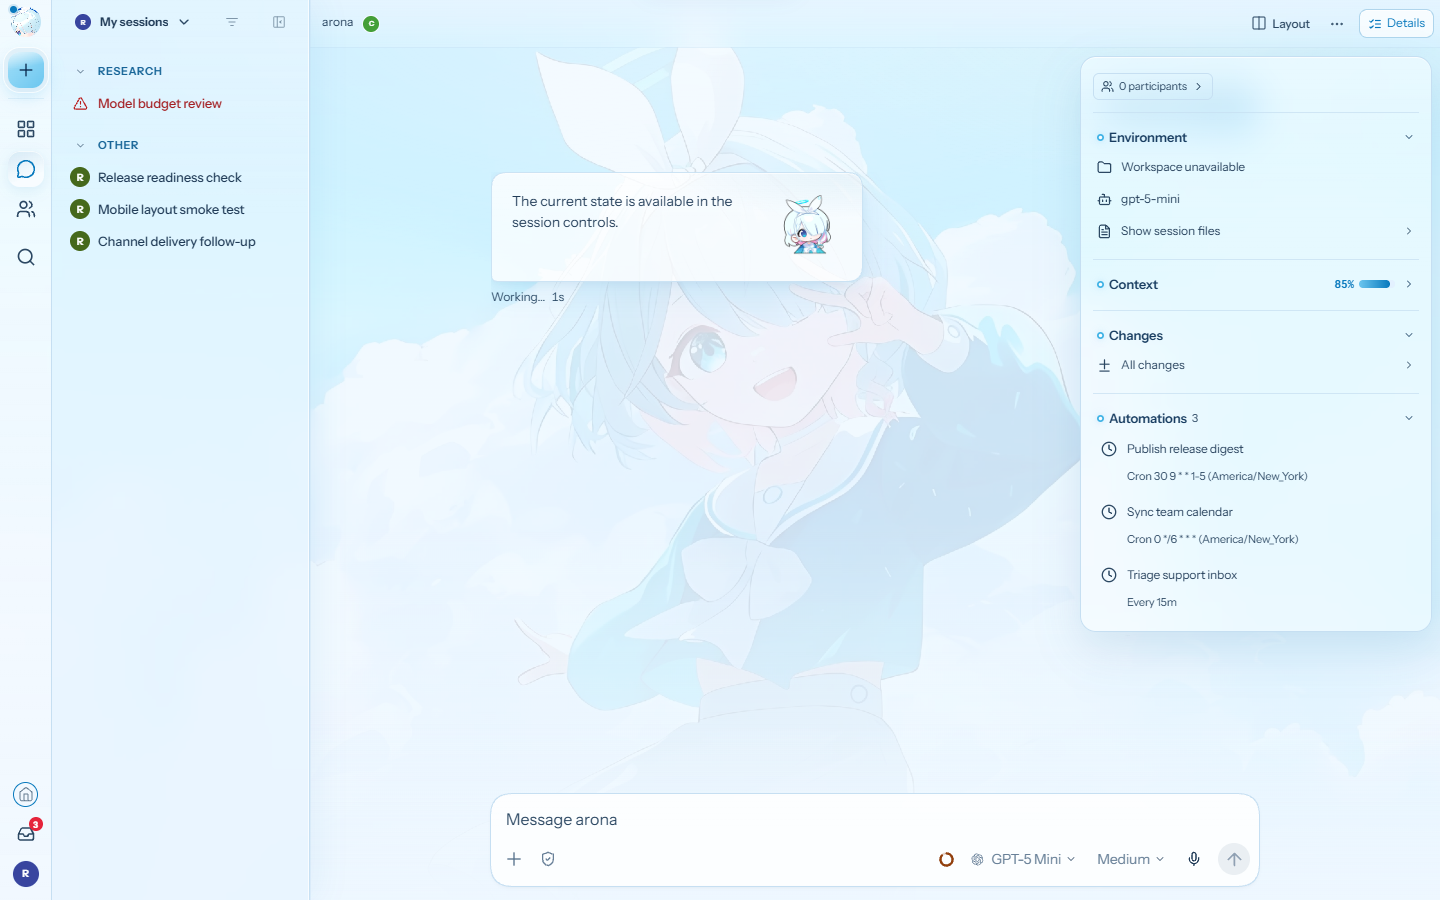 R My sessions
RESEARCH
Model budget review
OTHER
R Release readiness check
R Mobile layout smoke test
R Channel delivery follow-up
3
R
arona C
Layout
Details
The current state is available in the
session controls.
Working... 1s
0 participants
Environment
Workspace unavailable
gpt-5-mini
Show session files
Context 85%
Changes
All changes
Automations 3
Publish release digest
Cron 30 9 * * 1-5 (America/New_York)
Sync team calendar
Cron 0 */6 * * * (America/New_York)
Triage support inbox
Every 15m
Message arona
GPT-5 Mini Medium